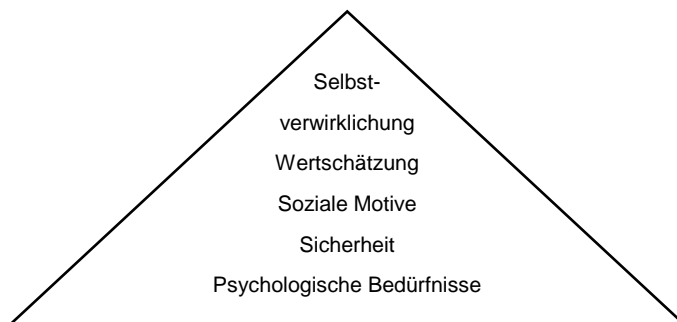 Selbst-
verwirklichung
Wertschätzung
Soziale Motive
Sicherheit
Psychologische Bedürfnisse